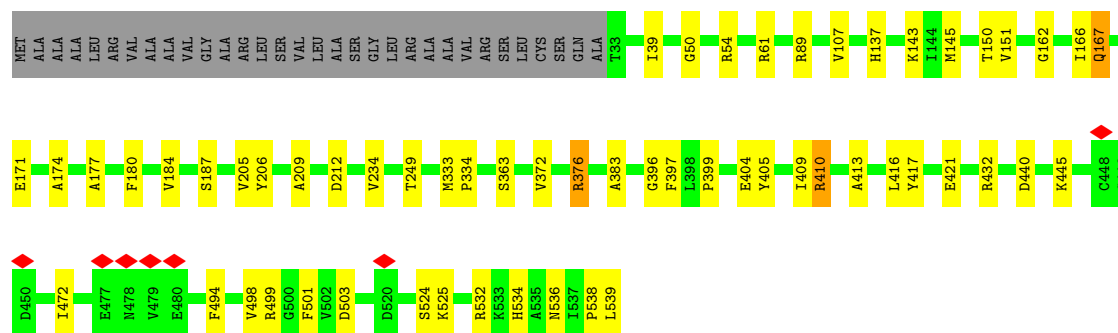 MET ALA ALA ALA LEU ARG VAL ALA ALA VAL GLY ALA ARG LEU SER VAL LEU ALA SER GLY LEU ARG ALA ALA VAL ARG SER LEU CYS SER GLN ALA T33 I39 G50 R54 R61 R89 V107 H137 K143 I144 M145 T150 V151 G162 I166 Q167
E171 A174 A177 F180 V184 S187 V205 Y206 A209 D212 V234 T249 M333 P334 S363 V372 R376 A383 G396 F397 L398 P399 E404 Y405 I409 R410 A413 L416 Y417 E421 R432 D440 K445 C448
D450 I472 E477 N478 V479 E480 F494 V498 R499 G500 F501 V502 D503 D520 S524 K525 R532 K533 H534 A535 N536 I537 P538 L539